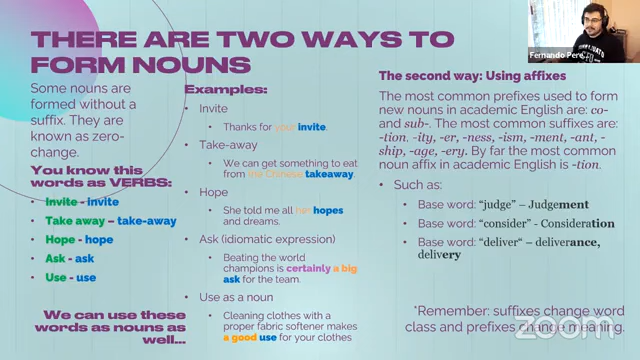 THERE ARE TWO WAYS TO
FORM NOUNS
Some nouns are
formed without a
suffix. They are
known as zero-
change.
You know this
words as VERBS:
• Invite - invite
• Take away – take-away
• Hope - hope
• Ask - ask
• Use - use
We can use these
words as nouns as
well...
Examples:
• Invite
• Thanks for your invite.
• Take-away
• We can get something to eat
from the Chinese takeaway.
• Hope
• She told me all her hopes
and dreams.
• Ask (idiomatic expression)
• Beating the world
champions is certainly a big
ask for the team.
• Use as a noun
• Cleaning clothes with a
proper fabric softener makes
a good use for your clothes
Fernando Pere...
The second way: Using affixes
The most common prefixes used to form
new nouns in academic English are: co-
and sub-. The most common suffixes are:
-tion, -ity, -er, -ness, -ism, -ment, -ant, -
ship, -age, -ery. By far the most common
noun affix in academic English is -tion.
• Such as:
• Base word: “judge” – Judgement
• Base word: “consider” - Consideration
• Base word: “deliver“ – deliverance,
delivery
*Remember: suffixes change word
class and prefixes change meaning.
zoom